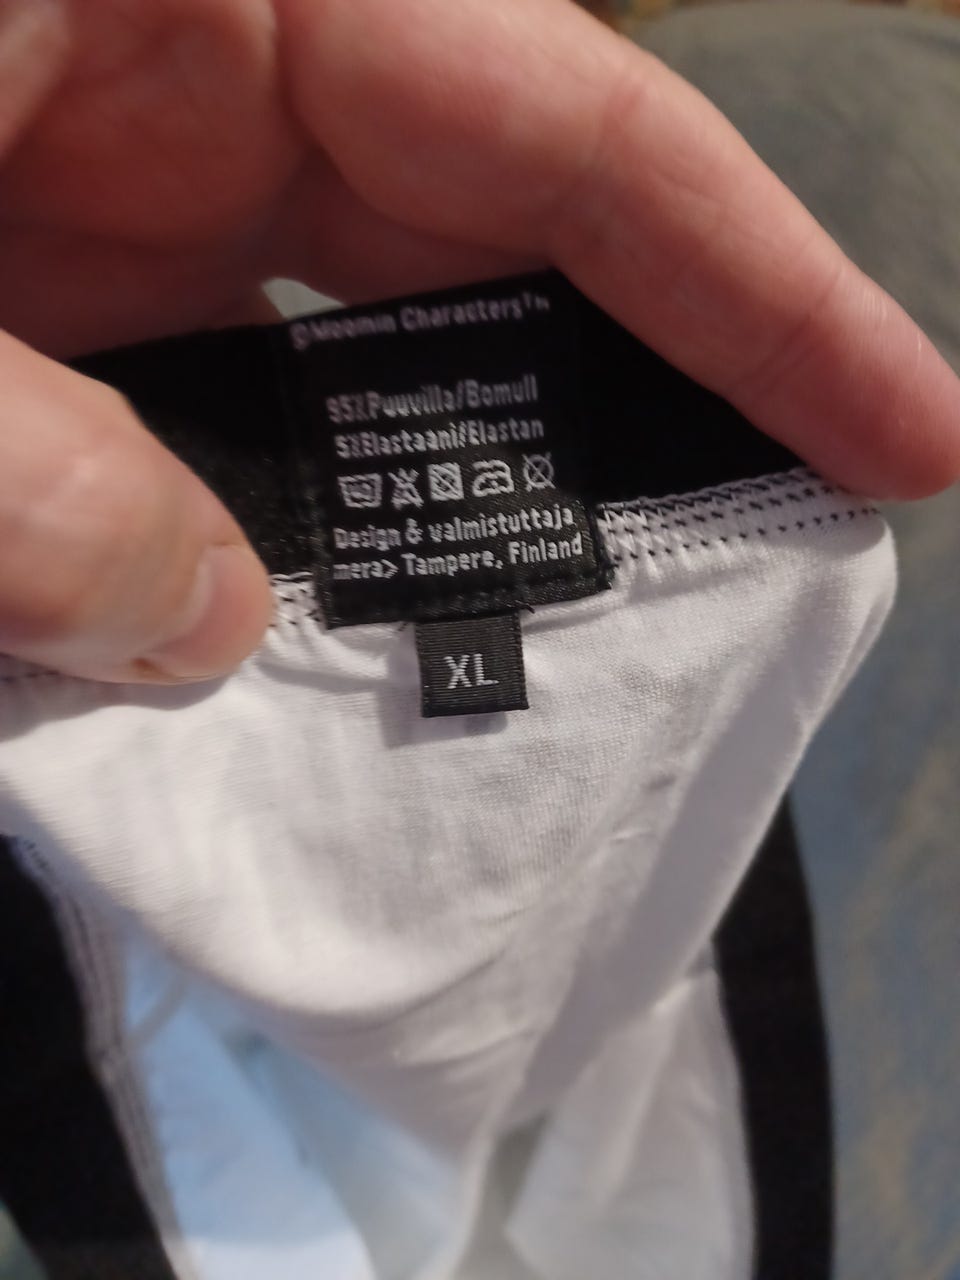 ©Moomin Characters™
95%Puuvilla/Bomull
5%Elastaani/Elastan
Design & valmistuttaja
mera> Tampere, Finland
XL